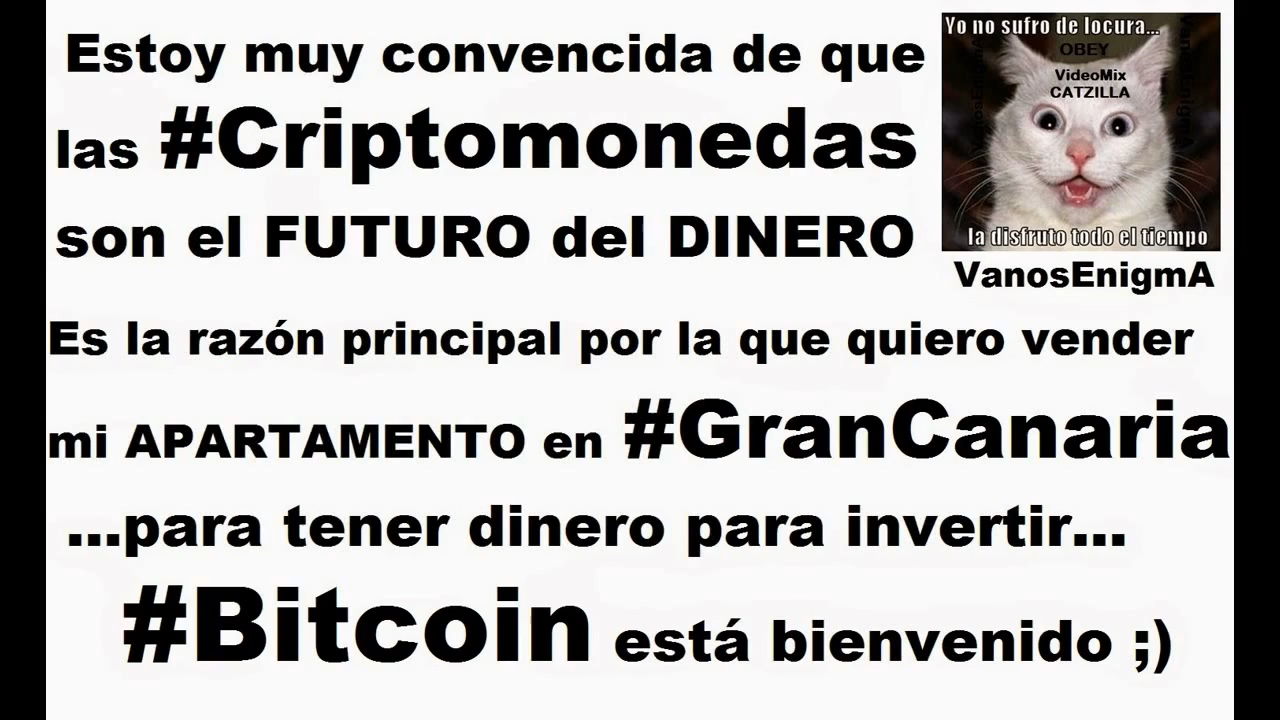 Estoy muy convencida de que
las #Criptomonedas
son el FUTURO del DINERO
Yo no sufro de locura...
OBEY
VideoMix
CATZILLA
la disfruto todo el tiempo
VanosEnigmA
Es la razón principal por la que quiero vender
mi APARTAMENTO en #GranCanaria
...para tener dinero para invertir...
#Bitcoin está bienvenido ;)